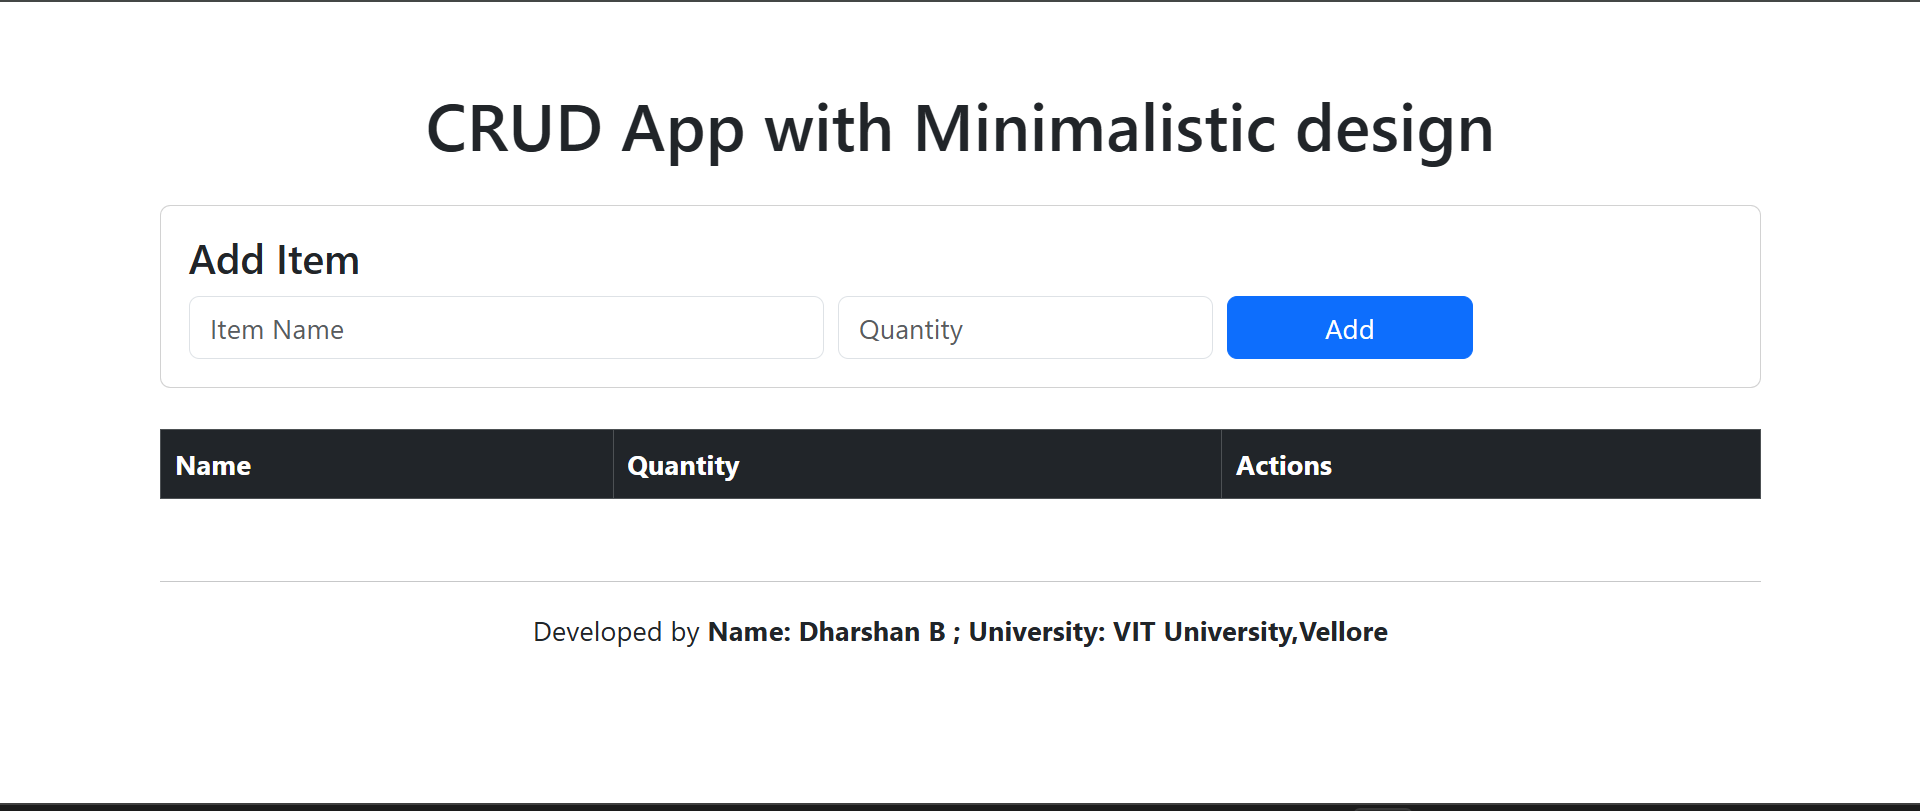 CRUD App with Minimalistic design
Add Item
Item Name Quantity Add
Name Quantity Actions
Developed by Name: Dharshan B ; University: VIT University,Vellore